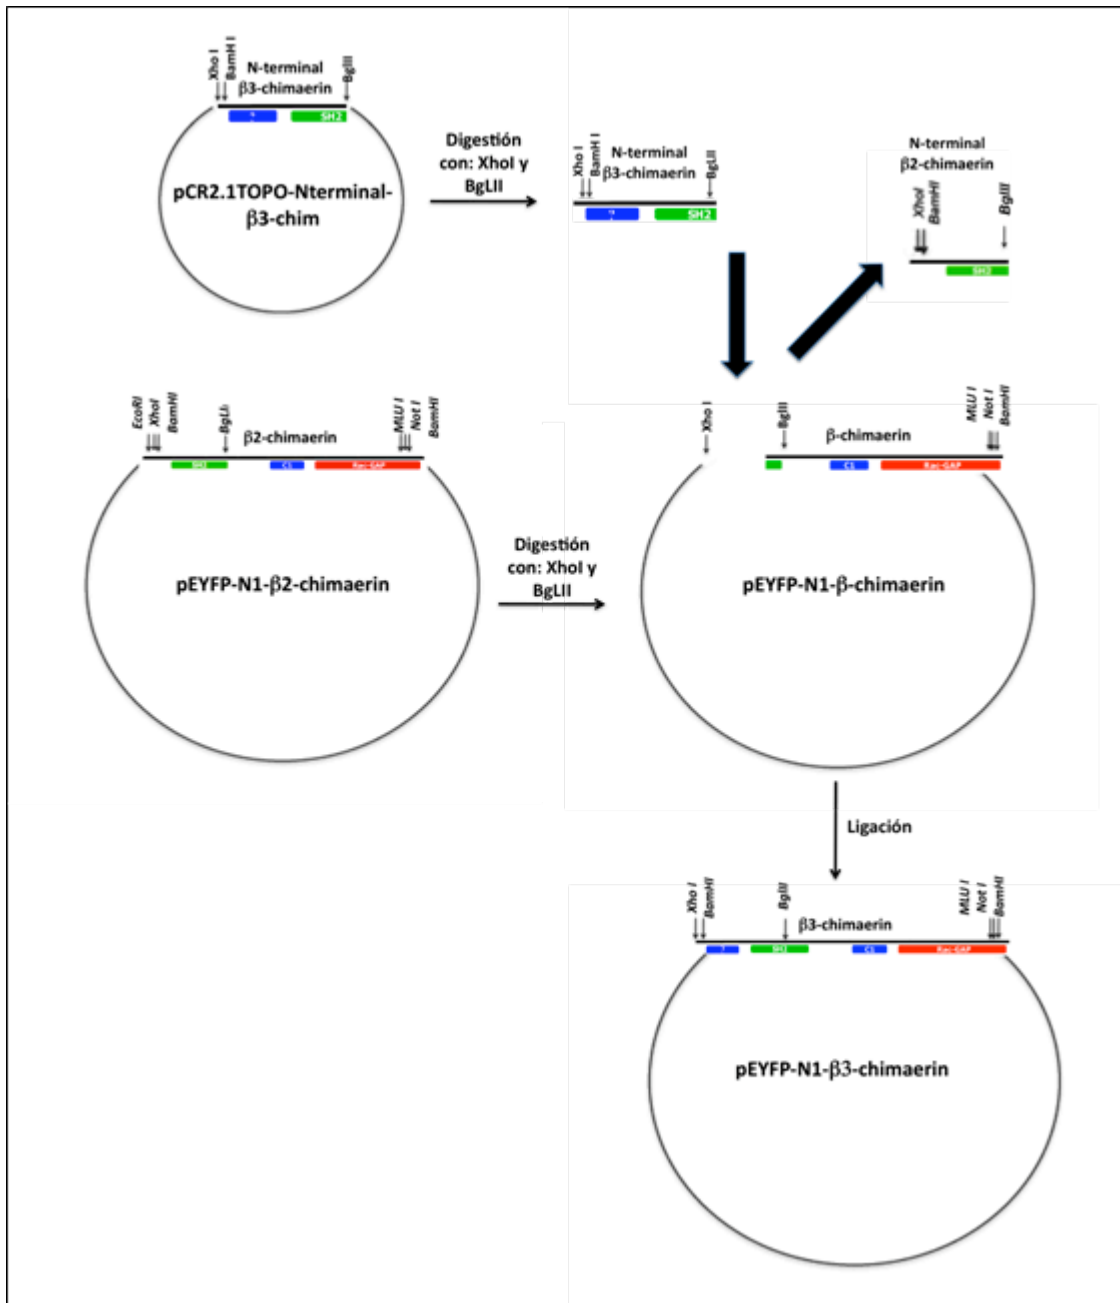 Xho I
BamH I
BglII
N-terminal
β3-chimaerin
?
SH2
pCR2.1TOPO-Nterminal-
β3-chim
Digestión
con: XhoI y
BgLII
Xho I
BamH I
BgLII
N-terminal
β3-chimaerin
?
SH2
N-terminal
β2-chimaerin
XhoI
BamHI
BglII
SH2
EcoRI
XhoI
BamHI
BgLII
MLU I
Not I
BamHI
β2-chimaerin
SH2
C1
Rac-GAP
pEYFP-N1-β2-chimaerin
Digestión
con: XhoI y
BgLII
Xho I
BglII
MLU I
Not I
BamHI
β-chimaerin
C1
Rac-GAP
pEYFP-N1-β-chimaerin
Ligación
Xho I
BamHI
BglII
MLU I
Not I
BamHI
β3-chimaerin
?
SH2
C1
Rac-GAP
pEYFP-N1-β3-chimaerin